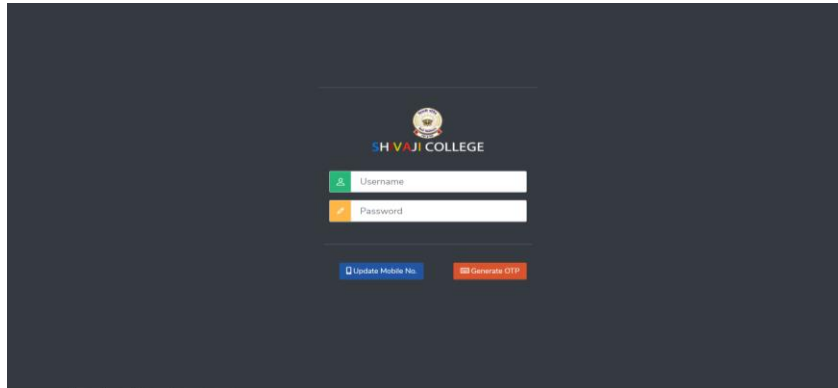 SHIVAJI COLLEGE
Username
Password
Update Mobile No.
Generate OTP